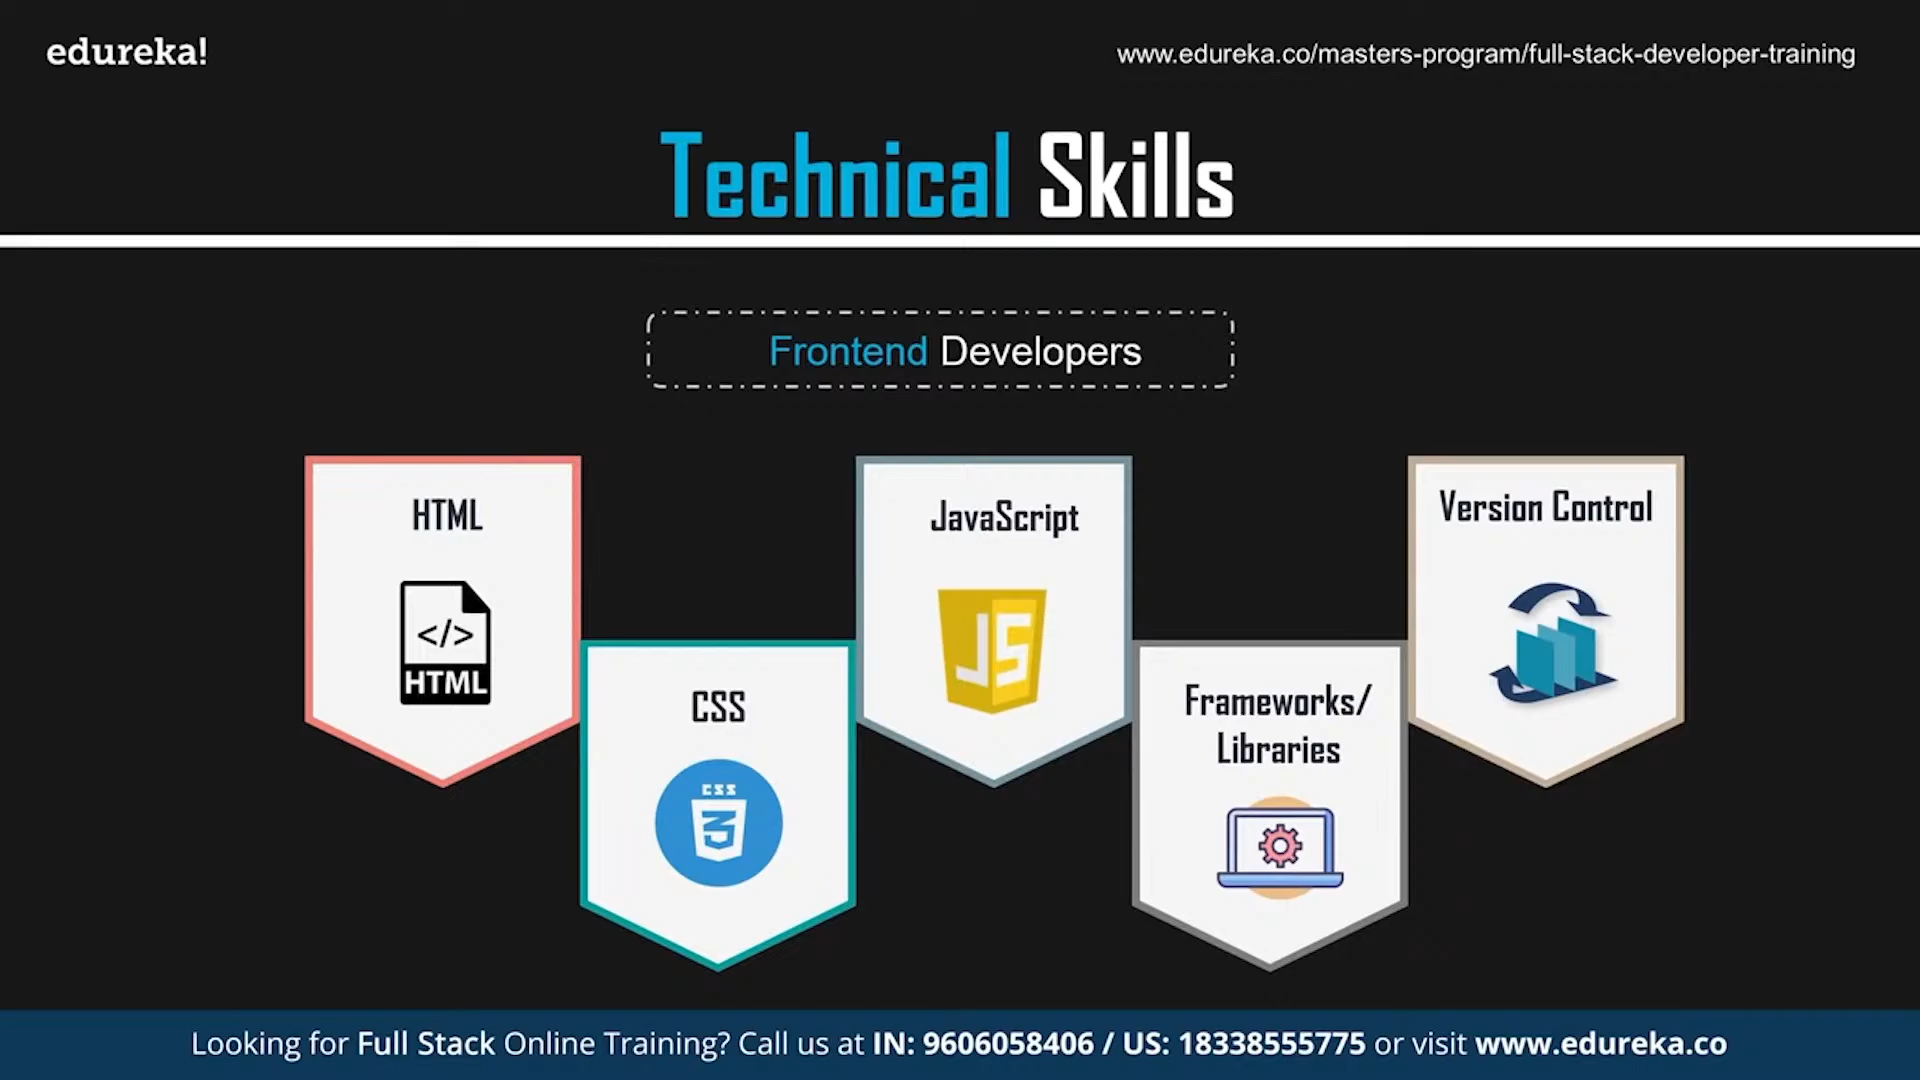 edureka!
www.edureka.co/masters-program/full-stack-developer-training
Technical Skills
Frontend Developers
HTML
</>
HTML
CSS
CSS
3
JavaScript
JS
Frameworks/
Libraries
Version Control
Looking for Full Stack Online Training? Call us at IN: 9606058406 / US: 18338555775 or visit www.edureka.co